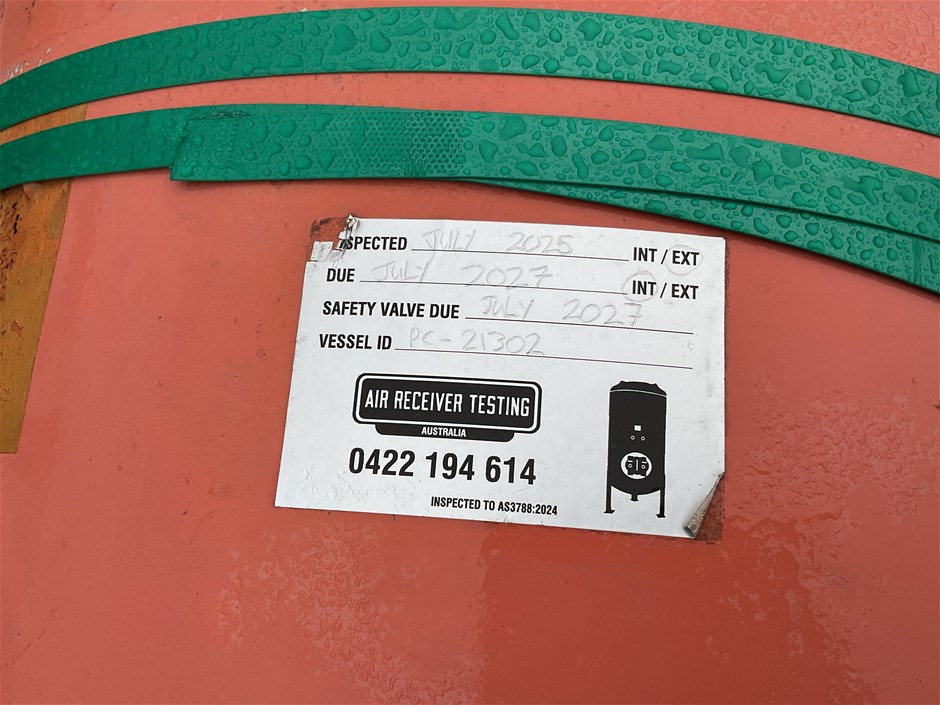 SPECTED JULY 2025 INT / EXT
DUE JULY 2027 INT / EXT
SAFETY VALVE DUE JULY 2027
VESSEL ID PC-21302
AIR RECEIVER TESTING
AUSTRALIA
0422 194 614
INSPECTED TO AS3788:2024